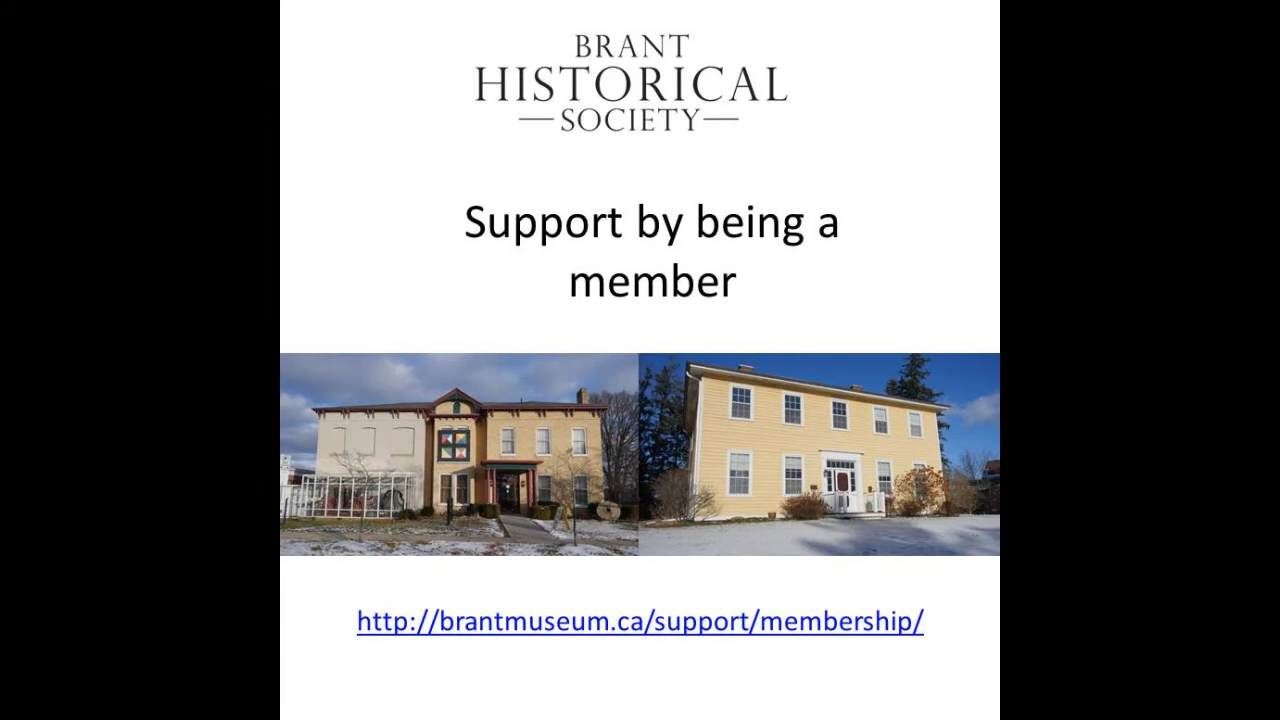 BRANT
HISTORICAL
SOCIETY
Support by being a
member
http://brantmuseum.ca/support/membership/